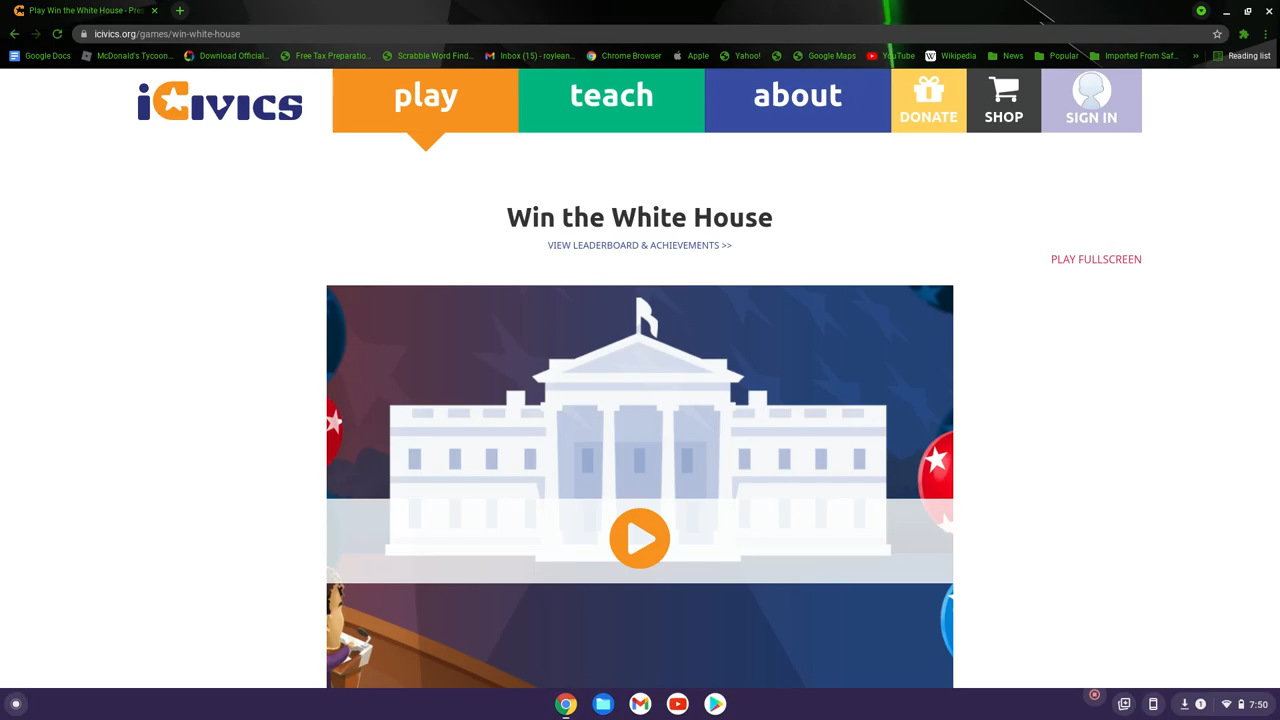 Play Win the White House - Pres
icivics.org/games/win-white-house
Google Docs
McDonald's Tycoon...
Download Official...
Free Tax Preparatio...
Scrabble Word Find...
Inbox (15) - roylean...
Chrome Browser
Apple
Yahoo!
Google Maps
YouTube
Wikipedia
News
Popular
Imported From Saf...
»
Reading list
iCivics
play
teach
about
DONATE
SHOP
SIGN IN
Win the White House
VIEW LEADERBOARD & ACHIEVEMENTS >>
PLAY FULLSCREEN
1
7:50